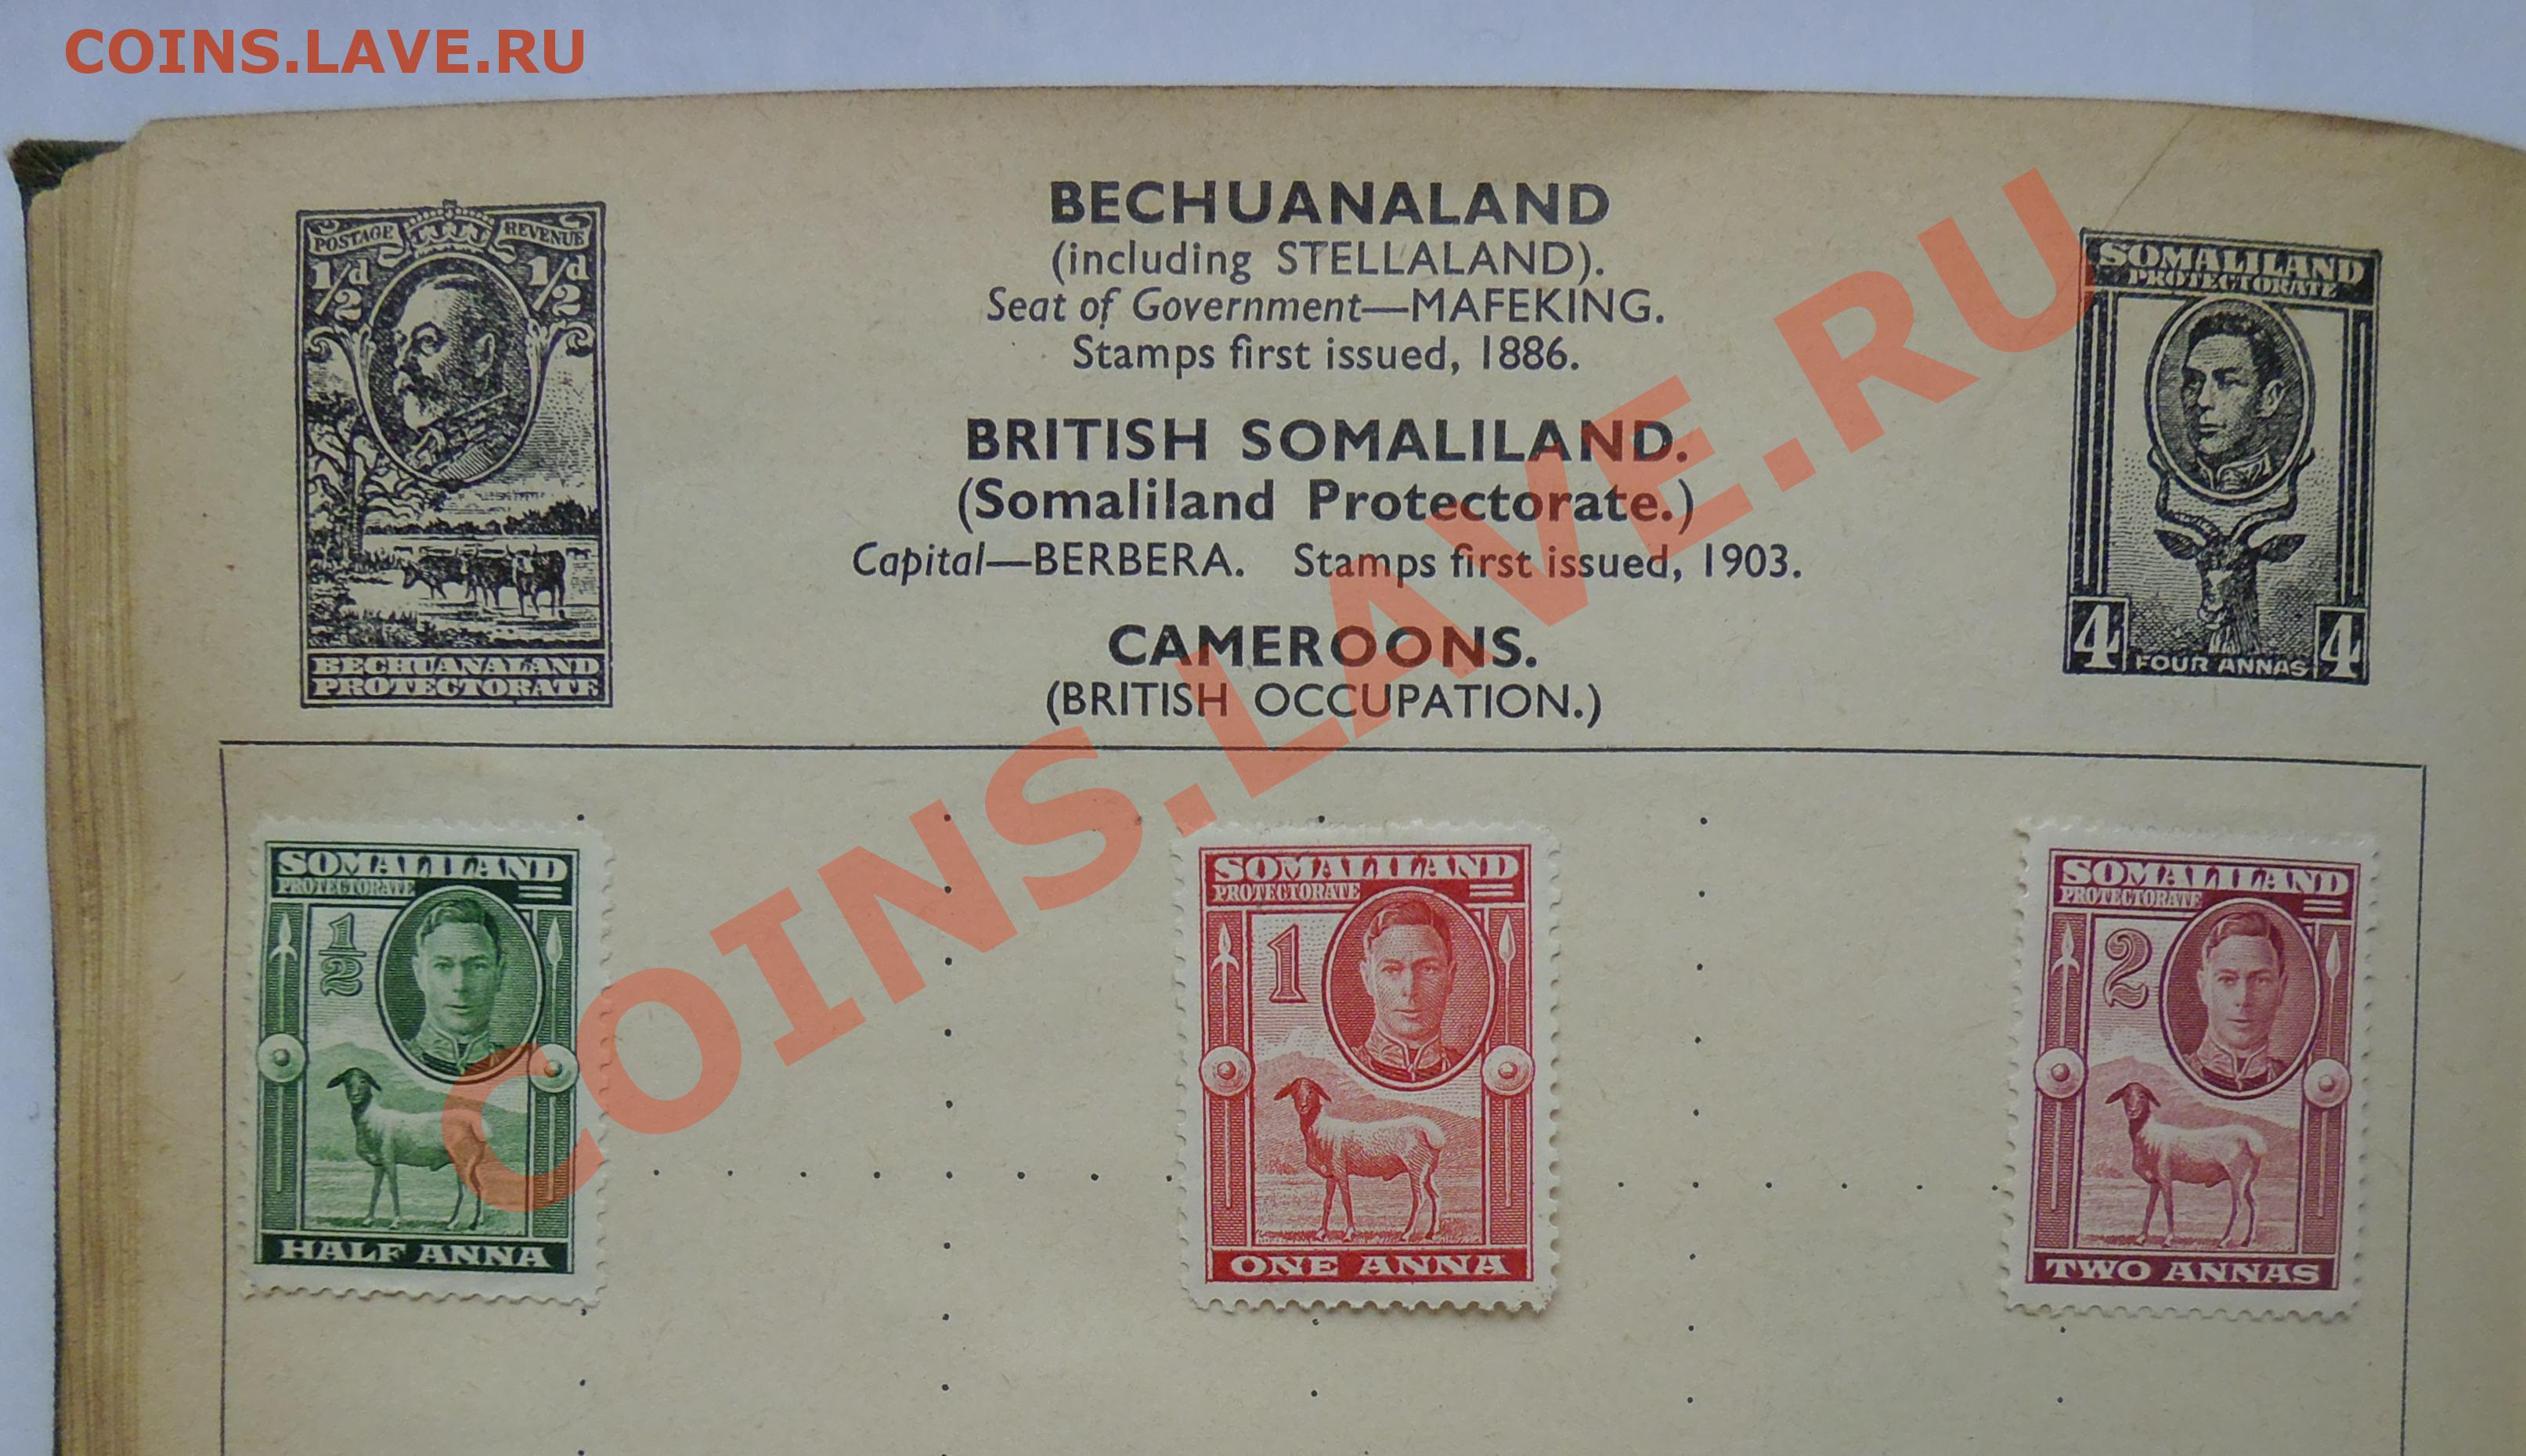 COINS.LAVE.RU
POSTAGE REVENUE
1/2d 1/2d
BECHUANALAND
PROTECTORATE
BECHUANALAND
(including STELLALAND).
Seat of Government—MAFEKING.
Stamps first issued, 1886.
BRITISH SOMALILAND.
(Somaliland Protectorate.)
Capital—BERBERA. Stamps first issued, 1903.
CAMEROONS.
(BRITISH OCCUPATION.)
SOMALILAND
PROTECTORATE
4 FOUR ANNAS 4
COINS.LAVE.RU
SOMALILAND
PROTECTORATE
1/2
HALF ANNA
SOMALILAND
PROTECTORATE
1
ONE ANNA
SOMALILAND
PROTECTORATE
2
TWO ANNAS